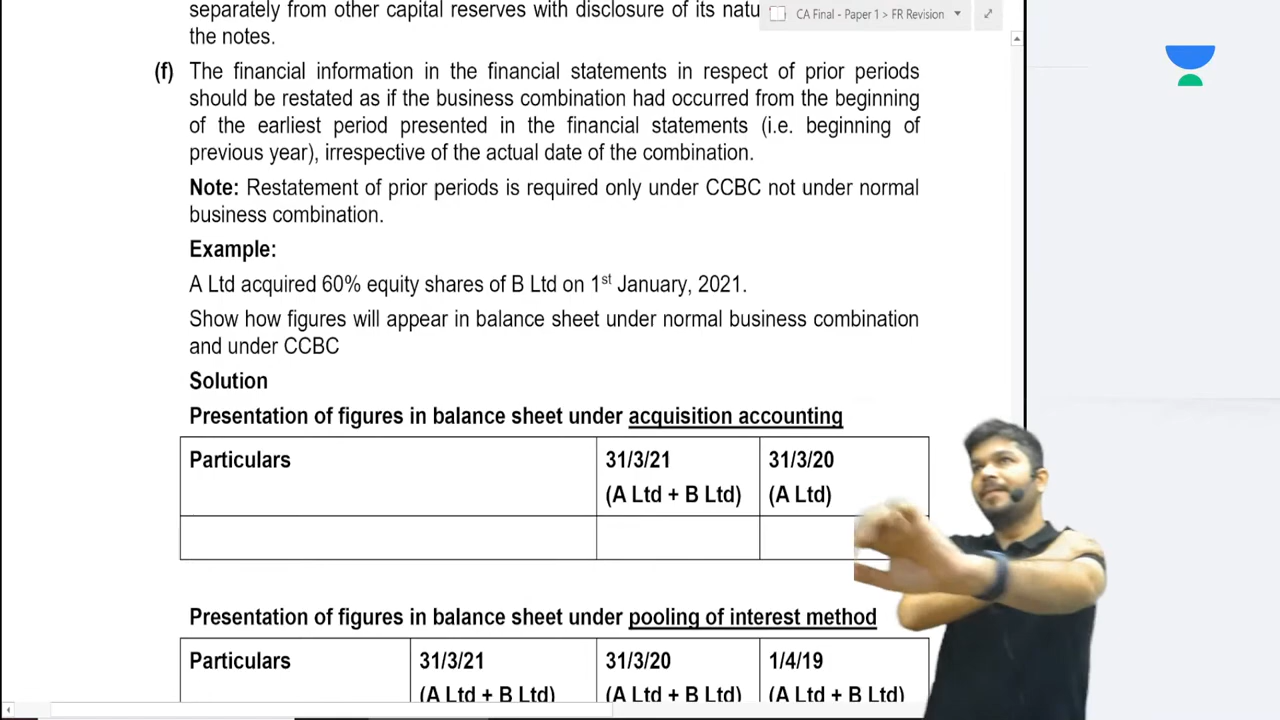 separately from other capital reserves with disclosure of its natu
CA Final - Paper 1 > FR Revision
the notes.
(f) The financial information in the financial statements in respect of prior periods
should be restated as if the business combination had occurred from the beginning
of the earliest period presented in the financial statements (i.e. beginning of
previous year), irrespective of the actual date of the combination.
Note: Restatement of prior periods is required only under CCBC not under normal
business combination.
Example:
A Ltd acquired 60% equity shares of B Ltd on 1st January, 2021.
Show how figures will appear in balance sheet under normal business combination
and under CCBC
Solution
Presentation of figures in balance sheet under acquisition accounting
Particulars 31/3/21 31/3/20
(A Ltd + B Ltd) (A Ltd)
Presentation of figures in balance sheet under pooling of interest method
Particulars 31/3/21 31/3/20 1/4/19
(A Ltd + B Ltd) (A Ltd + B Ltd) (A Ltd + B Ltd)